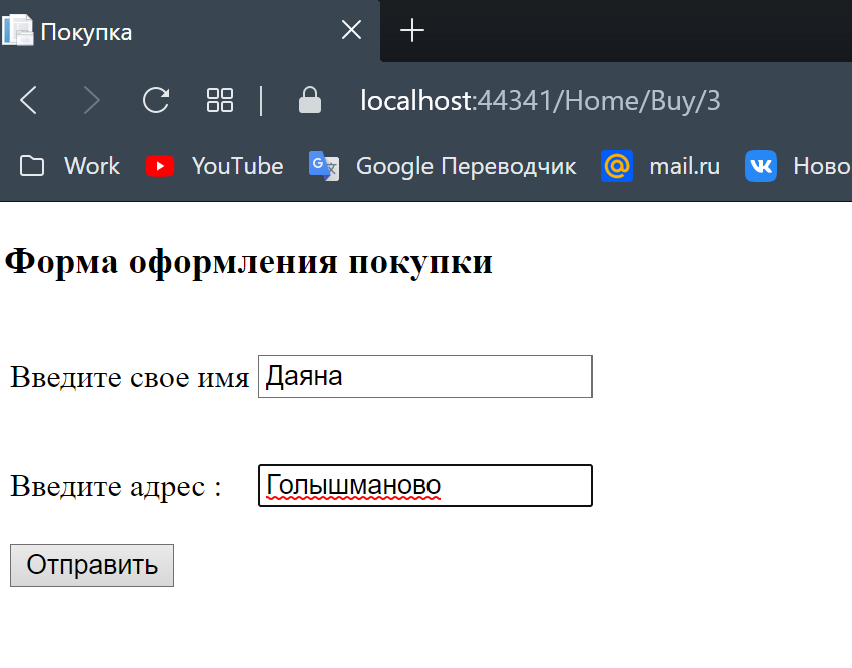 Покупка
localhost:44341/Home/Buy/3
Work YouTube Google Переводчик mail.ru Ново
Форма оформления покупки
Введите свое имя Даяна
Введите адрес : Голышманово
Отправить